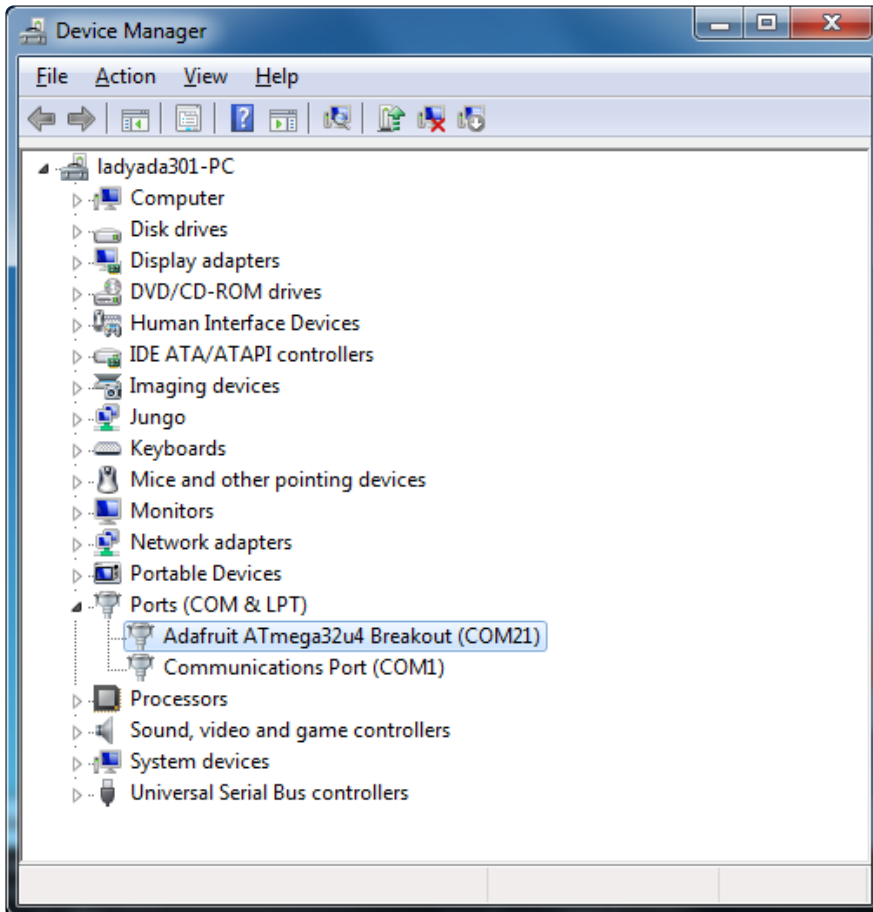 Device Manager
File Action View Help
ladyada301-PC
Computer
Disk drives
Display adapters
DVD/CD-ROM drives
Human Interface Devices
IDE ATA/ATAPI controllers
Imaging devices
Jungo
Keyboards
Mice and other pointing devices
Monitors
Network adapters
Portable Devices
Ports (COM & LPT)
Adafruit ATmega32u4 Breakout (COM21)
Communications Port (COM1)
Processors
Sound, video and game controllers
System devices
Universal Serial Bus controllers